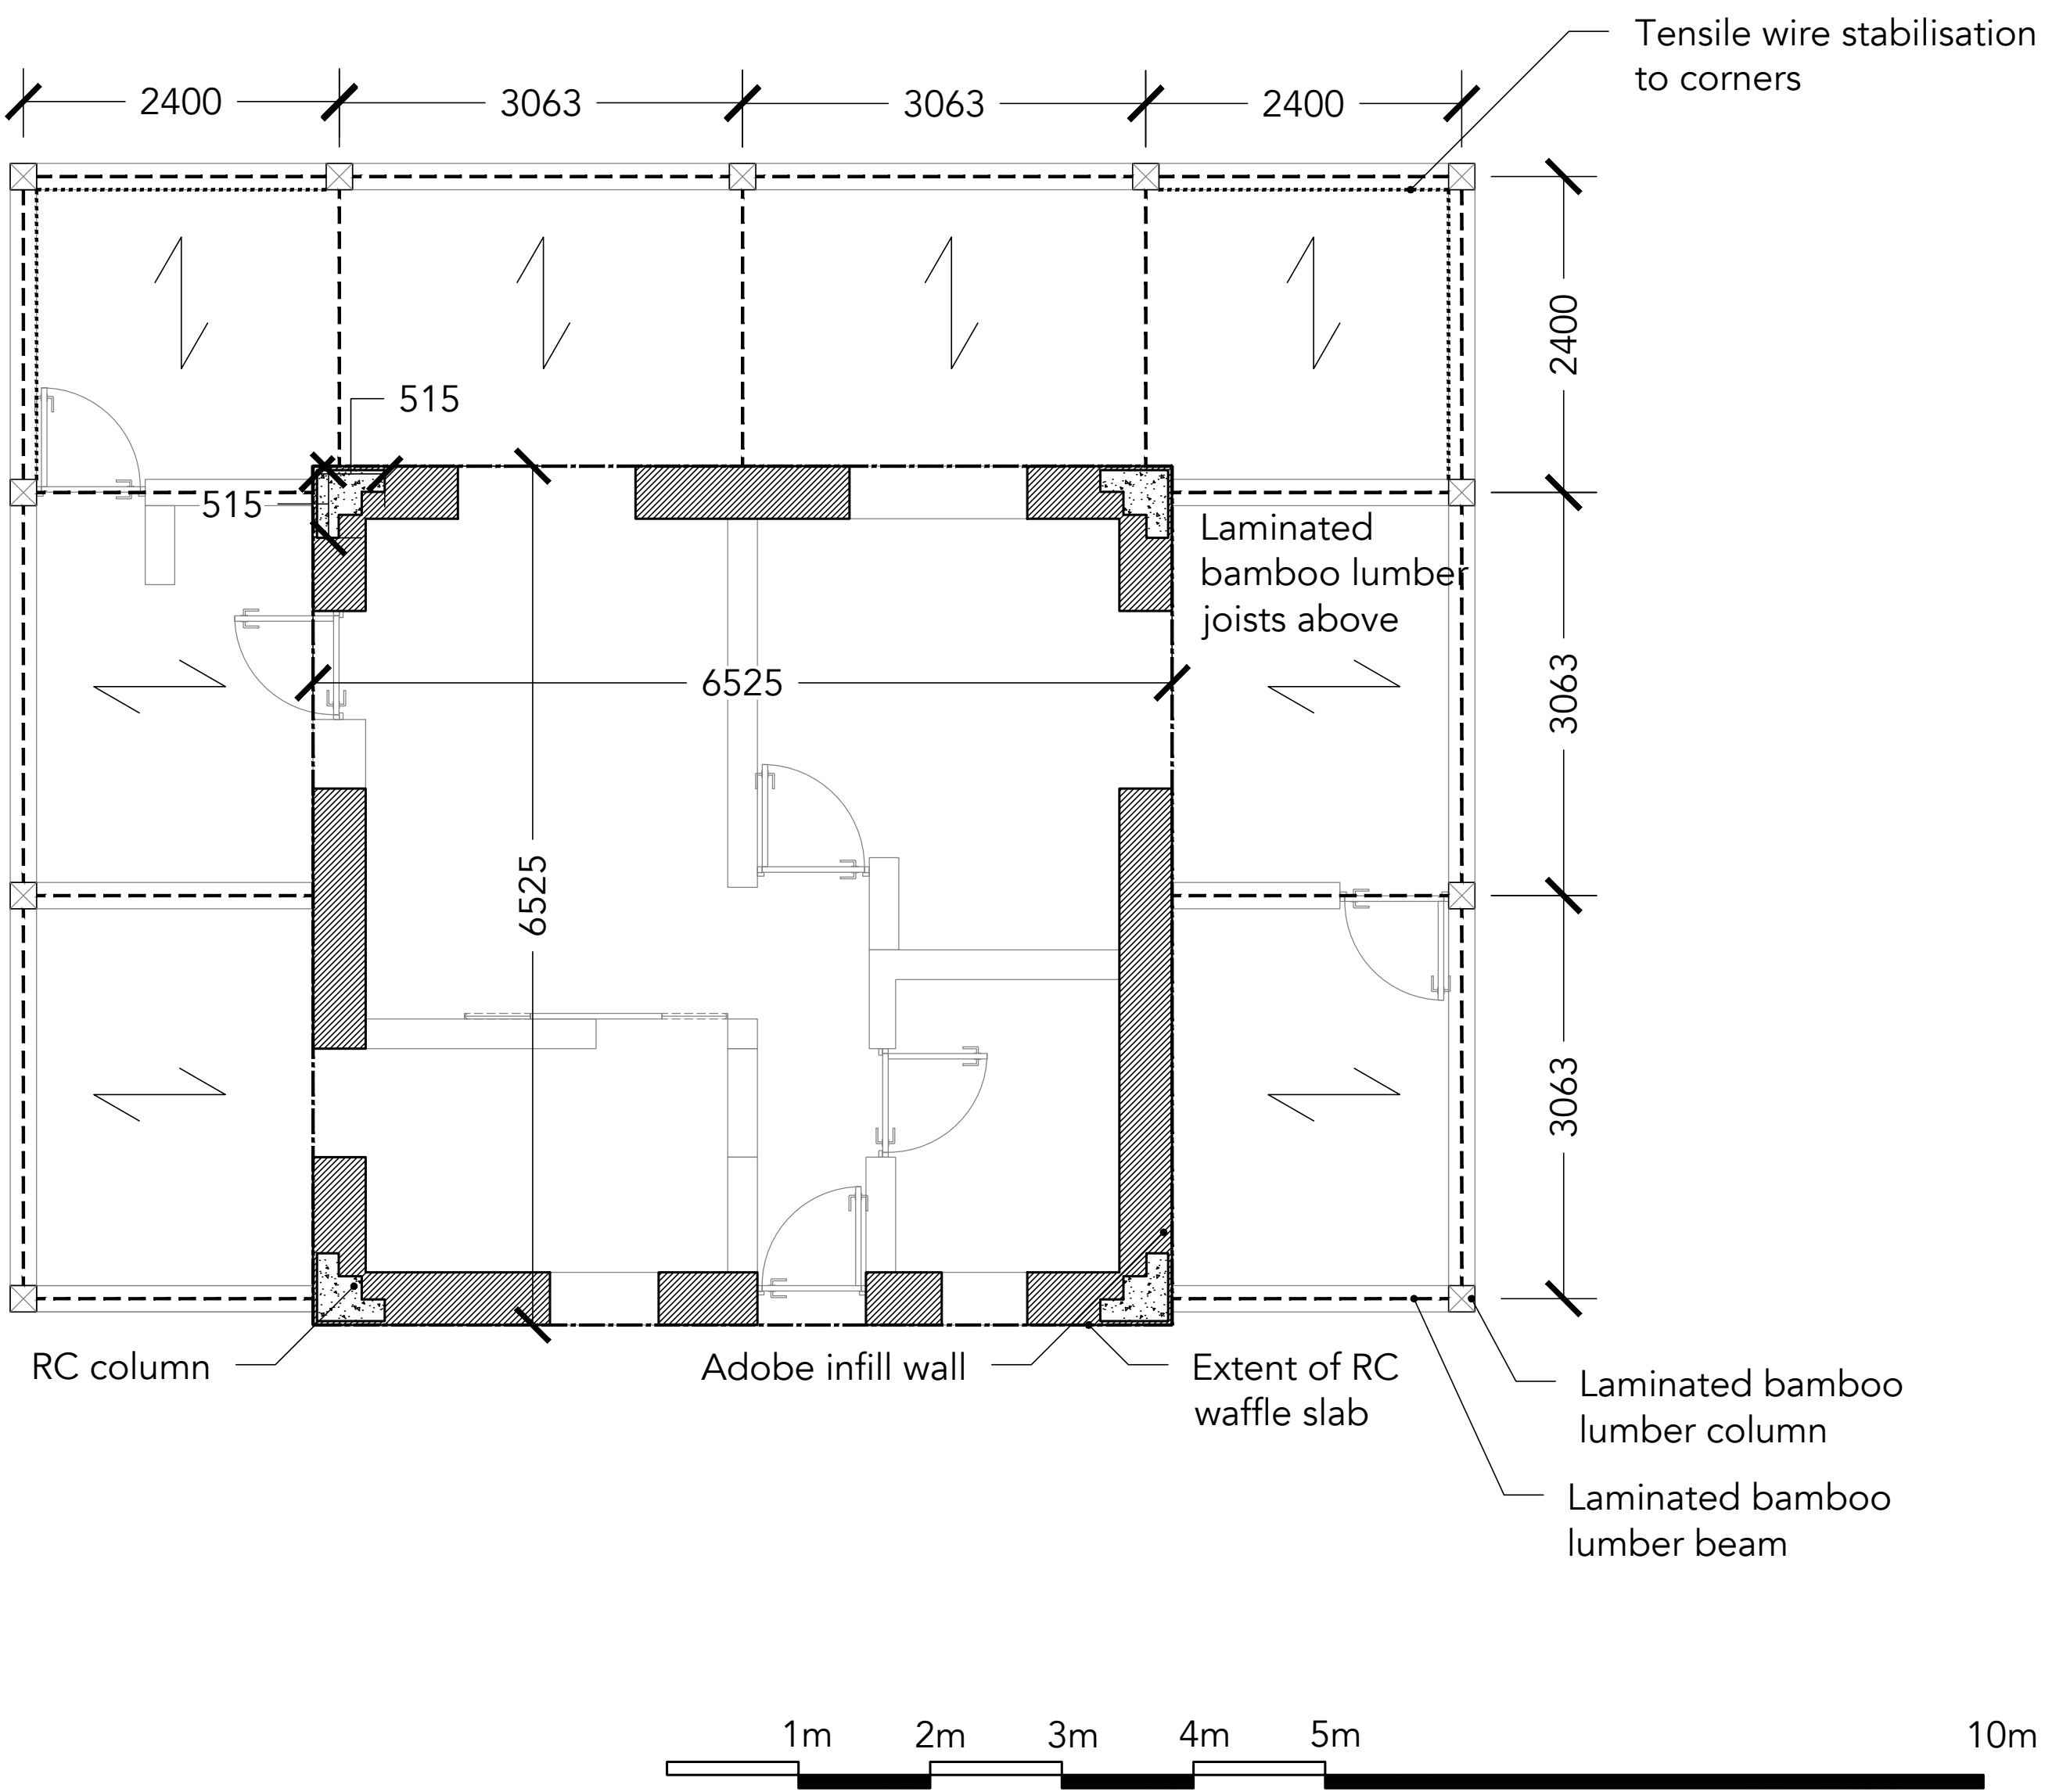 Tensile wire stabilisation
to corners
2400
3063
3063
2400
2400
515
515
Laminated
bamboo lumber
joists above
6525
3063
6525
3063
RC column
Adobe infill wall
Extent of RC
waffle slab
Laminated bamboo
lumber column
Laminated bamboo
lumber beam
1m
2m
3m
4m
5m
10m